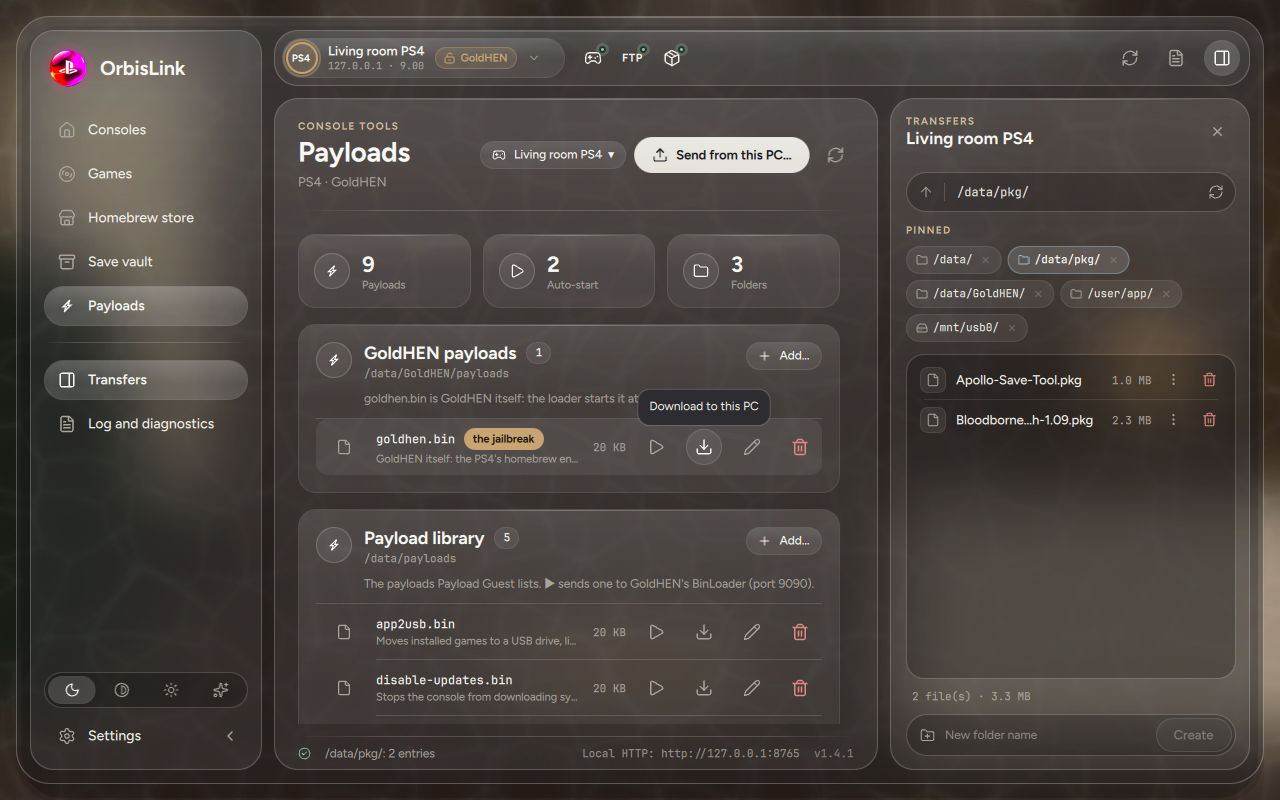 OrbisLink
Consoles
Games
Homebrew store
Save vault
Payloads
Transfers
Log and diagnostics
Settings
PS4
Living room PS4
127.0.0.1 · 9.00
GoldHEN
FTP
CONSOLE TOOLS
Payloads
PS4 · GoldHEN
Living room PS4 ▾
Send from this PC...
9
Payloads
2
Auto-start
3
Folders
GoldHEN payloads 1
/data/GoldHEN/payloads
Add...
goldhen.bin is GoldHEN itself: the loader starts it at
Download to this PC
goldhen.bin the jailbreak
GoldHEN itself: the PS4's homebrew en...
20 KB
Payload library 5
/data/payloads
Add...
The payloads Payload Guest lists. ▶ sends one to GoldHEN's BinLoader (port 9090).
app2usb.bin
Moves installed games to a USB drive, li...
20 KB
disable-updates.bin
Stops the console from downloading sy...
20 KB
/data/pkg/: 2 entries
Local HTTP: http://127.0.0.1:8765 v1.4.1
TRANSFERS
Living room PS4
/data/pkg/
PINNED
/data/ ×
/data/pkg/ ×
/data/GoldHEN/ ×
/user/app/ ×
/mnt/usb0/ ×
Apollo-Save-Tool.pkg 1.0 MB
Bloodborne...h-1.09.pkg 2.3 MB
2 file(s) · 3.3 MB
New folder name
Create